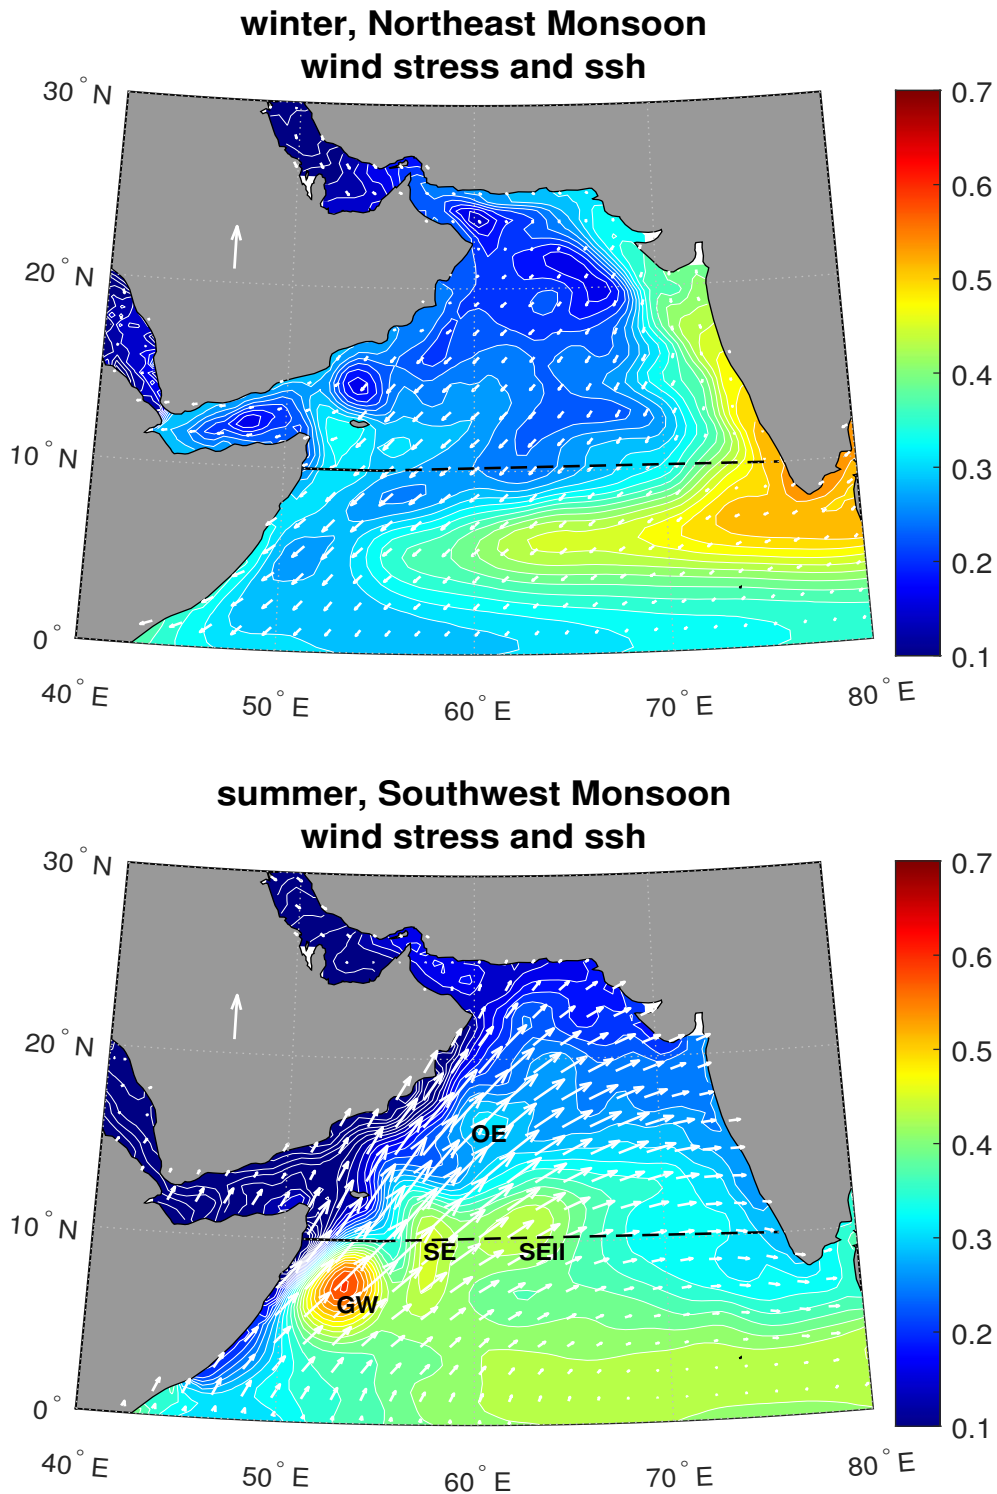 winter, Northeast Monsoon
wind stress and ssh
30° N
20° N
10° N
0°
40° E
50° E
60° E
70° E
80° E
0.7
0.6
0.5
0.4
0.3
0.2
0.1
summer, Southwest Monsoon
wind stress and ssh
30° N
20° N
10° N
0°
OE
SE
SEII
GW
40° E
50° E
60° E
70° E
80° E
0.7
0.6
0.5
0.4
0.3
0.2
0.1